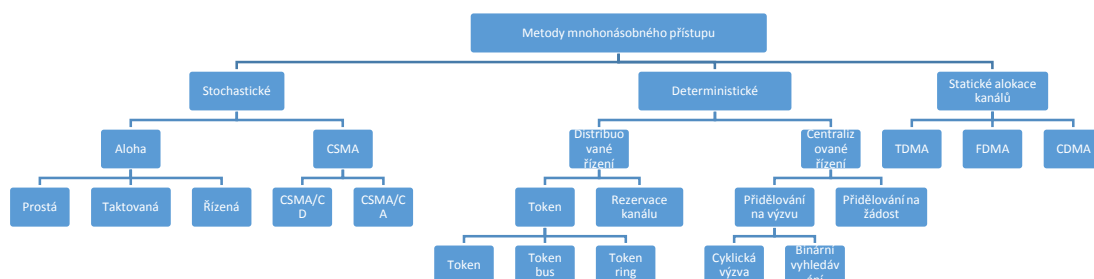 Metody mnohonásobného přístupu
Stochastické
Deterministické
Statické alokace
kanálů
Aloha
CSMA
Distribuo
vané
řízení
Centraliz
ované
řízení
TDMA
FDMA
CDMA
Prostá
Taktovaná
Řízená
CSMA/C
D
CSMA/C
A
Token
Rezervace
kanálu
Přidělování
na výzvu
Přidělování na
žádost
Token
Token
bus
Token
ring
Cyklická
výzva
Binární
vyhledáv
ání